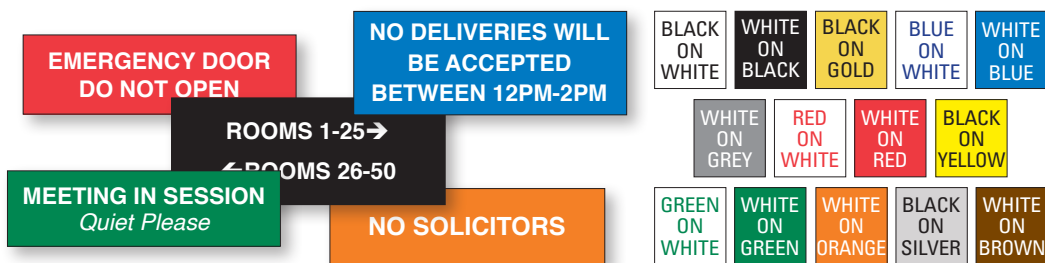 EMERGENCY DOOR
DO NOT OPEN
NO DELIVERIES WILL
BE ACCEPTED
BETWEEN 12PM-2PM
ROOMS 1-25→
←ROOMS 26-50
MEETING IN SESSION
Quiet Please
NO SOLICITORS
BLACK
ON
WHITE
WHITE
ON
BLACK
BLACK
ON
GOLD
BLUE
ON
WHITE
WHITE
ON
BLUE
WHITE
ON
GREY
RED
ON
WHITE
WHITE
ON
RED
BLACK
ON
YELLOW
GREEN
ON
WHITE
WHITE
ON
GREEN
WHITE
ON
ORANGE
BLACK
ON
SILVER
WHITE
ON
BROWN